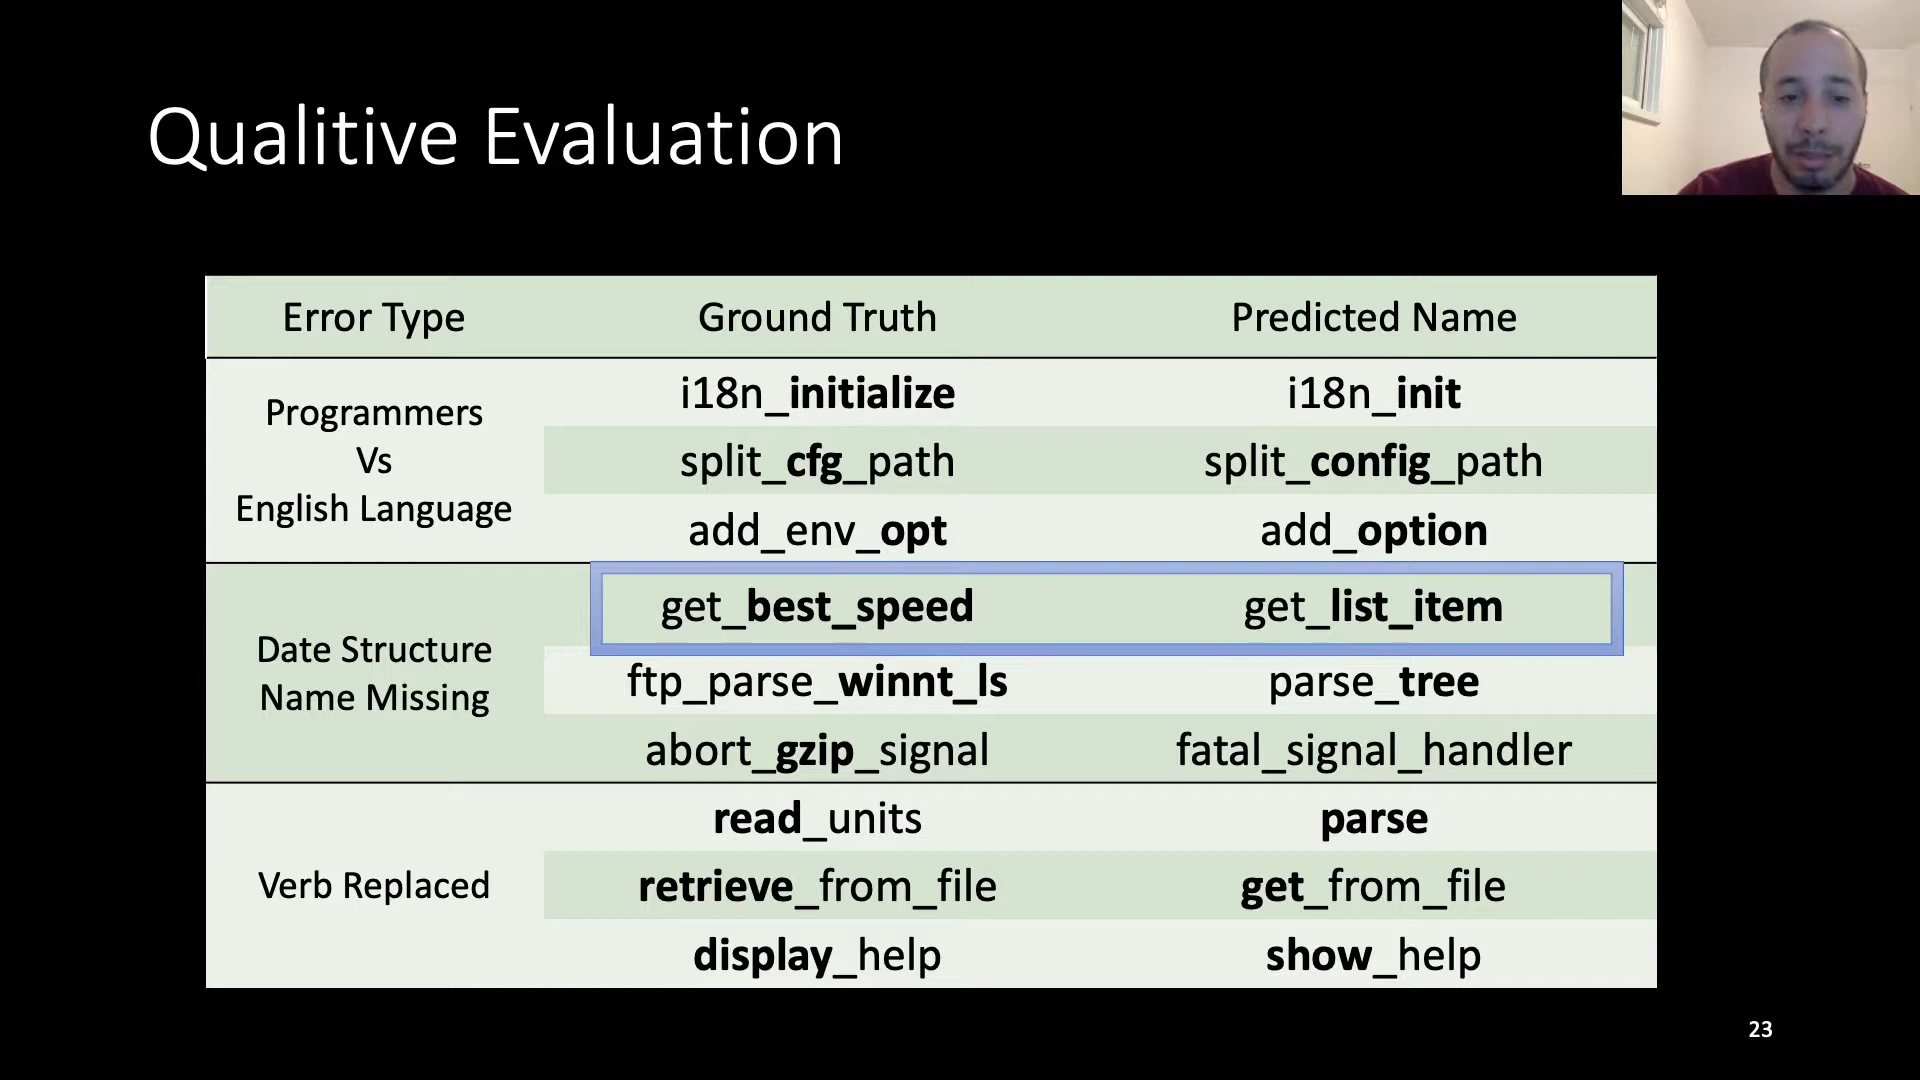 Qualitive Evaluation
Error Type Ground Truth Predicted Name
Programmers
Vs
English Language
i18n_initialize i18n_init
split_cfg_path split_config_path
add_env_opt add_option
Date Structure
Name Missing
get_best_speed get_list_item
ftp_parse_winnt_ls parse_tree
abort_gzip_signal fatal_signal_handler
Verb Replaced
read_units parse
retrieve_from_file get_from_file
display_help show_help
23